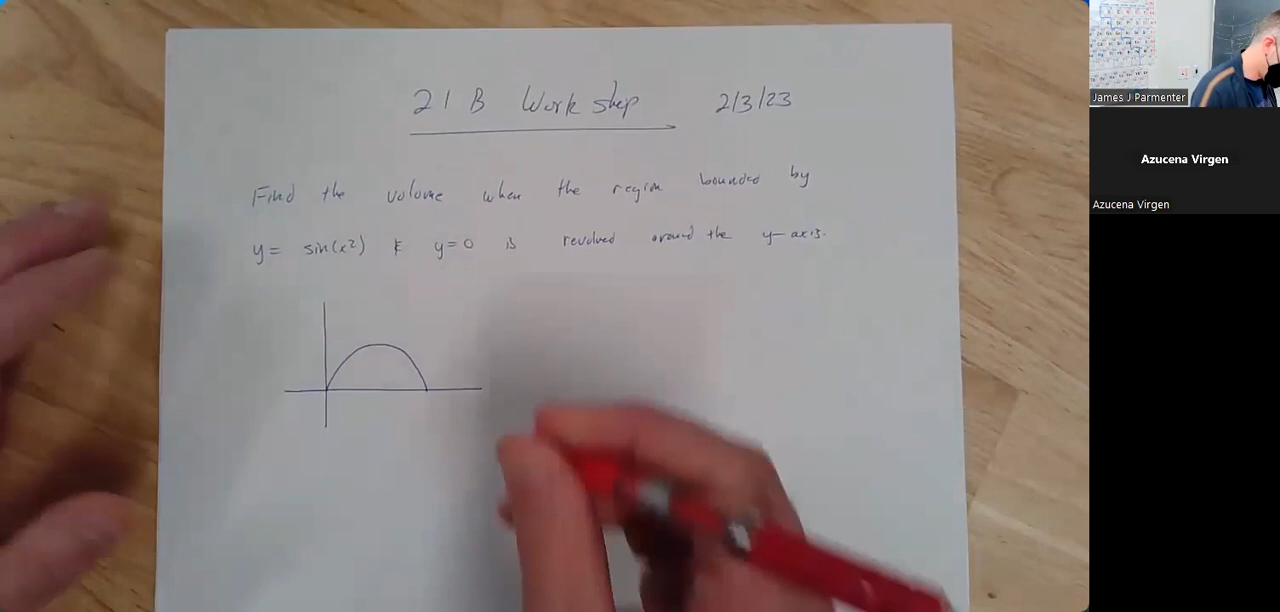 21B Workshop 2/3/23
Find the volume when the region bounded by
y = sin(x²) & y=0 is revolved around the y-axis.
James J Parmenter
Azucena Virgen
Azucena Virgen